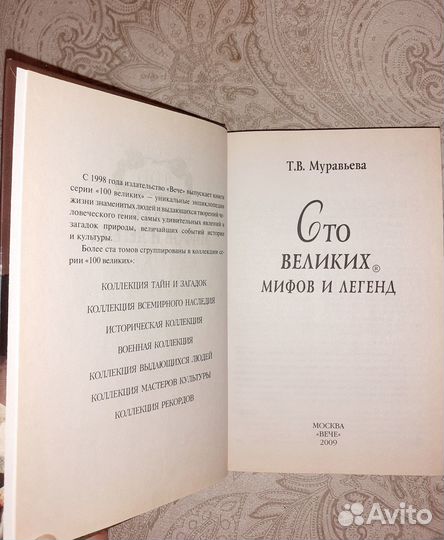 С 1998 года издательство «Вече» выпускает
серии «100 великих» — уникальные энциклопедии
жизни знаменитых людей и выдающихся творений че-
ловеческого гения, самых удивительных явлений и
загадок природы, величайших событий истории
и культуры.
Более ста томов сгруппированы в коллекции се-
рии «100 великих»:
КОЛЛЕКЦИЯ ТАЙН И ЗАГАДОК
КОЛЛЕКЦИЯ ВСЕМИРНОГО НАСЛЕДИЯ
ИСТОРИЧЕСКАЯ КОЛЛЕКЦИЯ
ВОЕННАЯ КОЛЛЕКЦИЯ
КОЛЛЕКЦИЯ ВЫДАЮЩИХСЯ ЛЮДЕЙ
КОЛЛЕКЦИЯ МАСТЕРОВ КУЛЬТУРЫ
КОЛЛЕКЦИЯ РЕКОРДОВ
Т.В. Муравьева
Сто
ВЕЛИКИХ®
МИФОВ И ЛЕГЕНД
МОСКВА
«ВЕЧЕ»
2009
Avito